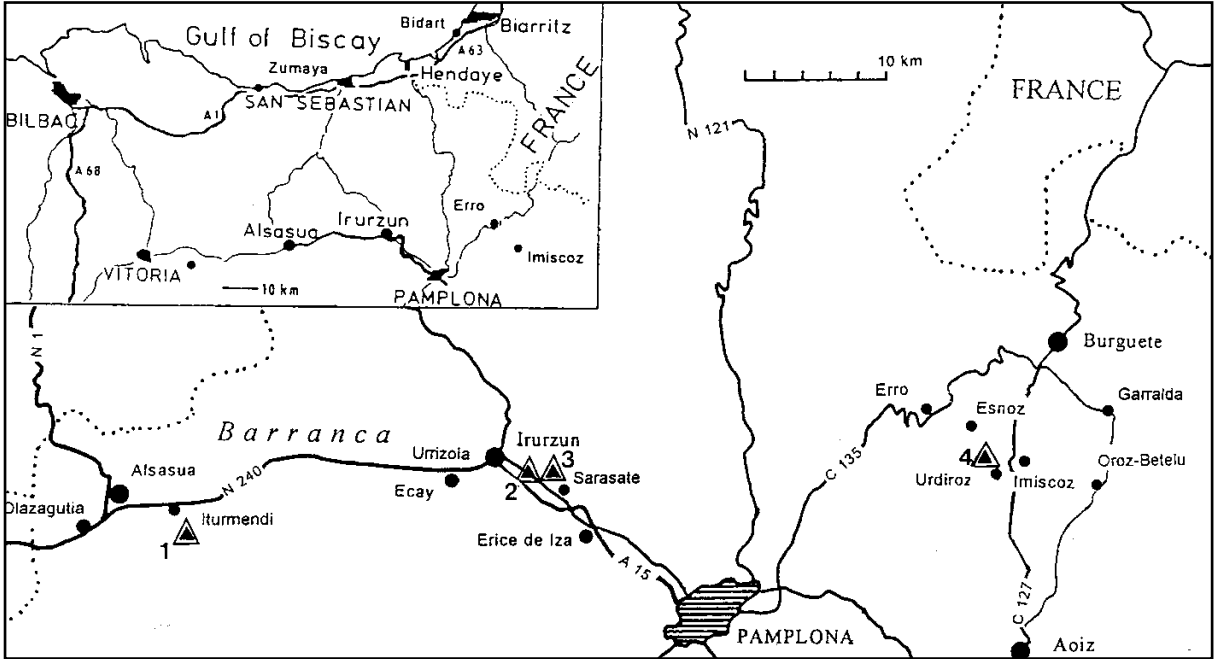 Bidart
Biarritz
Gulf of Biscay
A 63
Zumaya
Hendaye
SAN SEBASTIAN
FRANCE
BILBAO
A1
A 68
Erro
Irurzun
Alsasua
Imiscoz
VITORIA
10 km
PAMPLONA
10 km
FRANCE
N 121
N 1
Burguete
Erro
Garralda
Esnoz
Barranca
Urrizola
Irurzun
3
Alsasua
N 240
2
Sarasate
C 135
4
Oroz-Betelu
Ecay
Urdiroz
Imiscoz
Olazagutia
Iturmendi
1
Erice de Iza
A 15
C 127
PAMPLONA
Aoiz